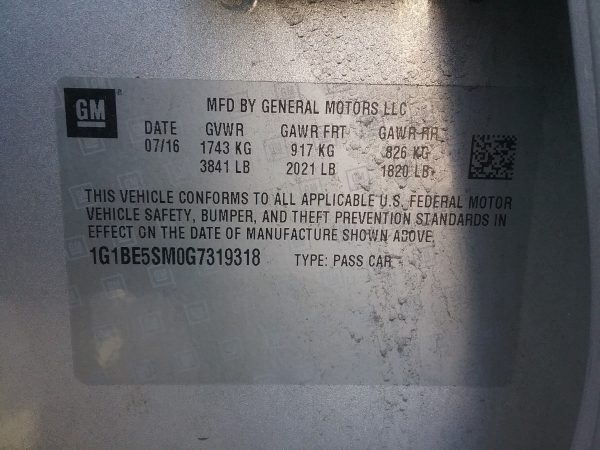 GM
MFD BY GENERAL MOTORS LLC
DATE GVWR GAWR FRT GAWR RR
07/16 1743 KG 917 KG 826 KG
3841 LB 2021 LB 1820 LB
THIS VEHICLE CONFORMS TO ALL APPLICABLE U.S. FEDERAL MOTOR
VEHICLE SAFETY, BUMPER, AND THEFT PREVENTION STANDARDS IN
EFFECT ON THE DATE OF MANUFACTURE SHOWN ABOVE.
1G1BE5SM0G7319318 TYPE: PASS CAR